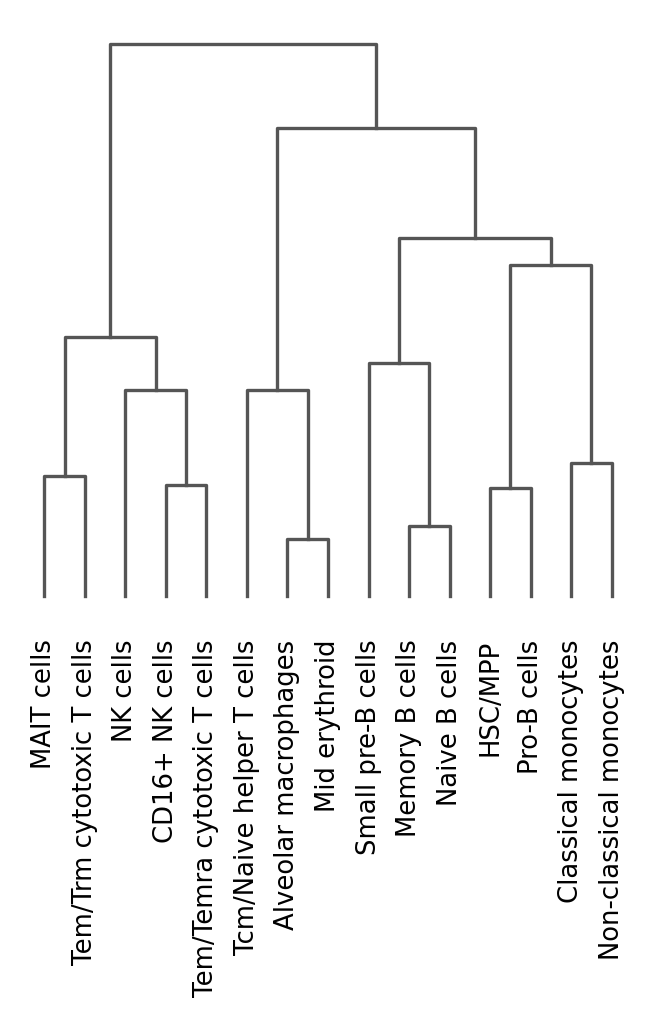 MAIT cells
Tem/Trm cytotoxic T cells
NK cells
CD16+ NK cells
Tem/Temra cytotoxic T cells
Tcm/Naive helper T cells
Alveolar macrophages
Mid erythroid
Small pre-B cells
Memory B cells
Naive B cells
HSC/MPP
Pro-B cells
Classical monocytes
Non-classical monocytes